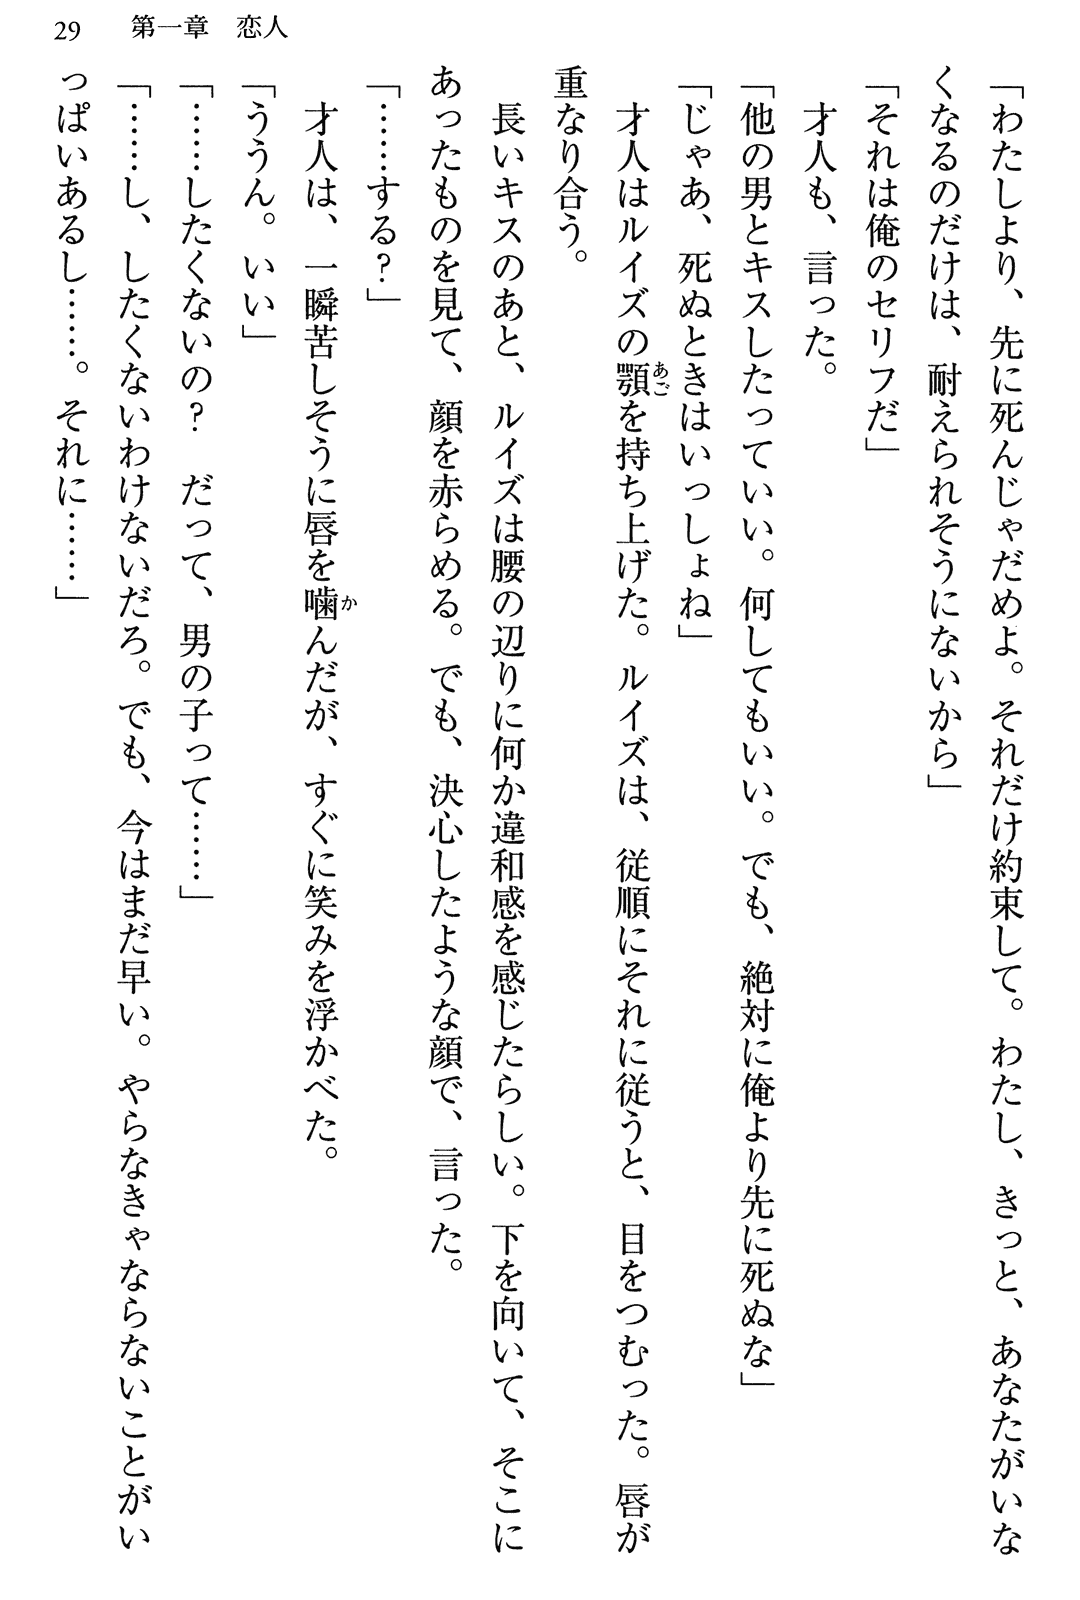 29　第一章　恋人
「わたしより、先に死んじゃだめよ。それだけ約束して。わたし、きっと、あなたがいな
くなるのだけは、耐えられそうにないから」
「それは俺のセリフだ」
　才人も、言った。
「他の男とキスしたっていい。何してもいい。でも、絶対に俺より先に死ぬな」
「じゃあ、死ぬときはいっしょね」
　才人はルイズの顎あごを持ち上げた。ルイズは、従順にそれに従うと、目をつむった。唇が
重なり合う。
　長いキスのあと、ルイズは腰の辺りに何か違和感を感じたらしい。下を向いて、そこに
あったものを見て、顔を赤らめる。でも、決心したような顔で、言った。
「……する？」
　才人は、一瞬苦しそうに唇を噛かんだが、すぐに笑みを浮かべた。
「ううん。いい」
「……したくないの？　だって、男の子って……」
「……し、したくないわけないだろ。でも、今はまだ早い。やらなきゃならないことがい
っぱいあるし……。それに……」